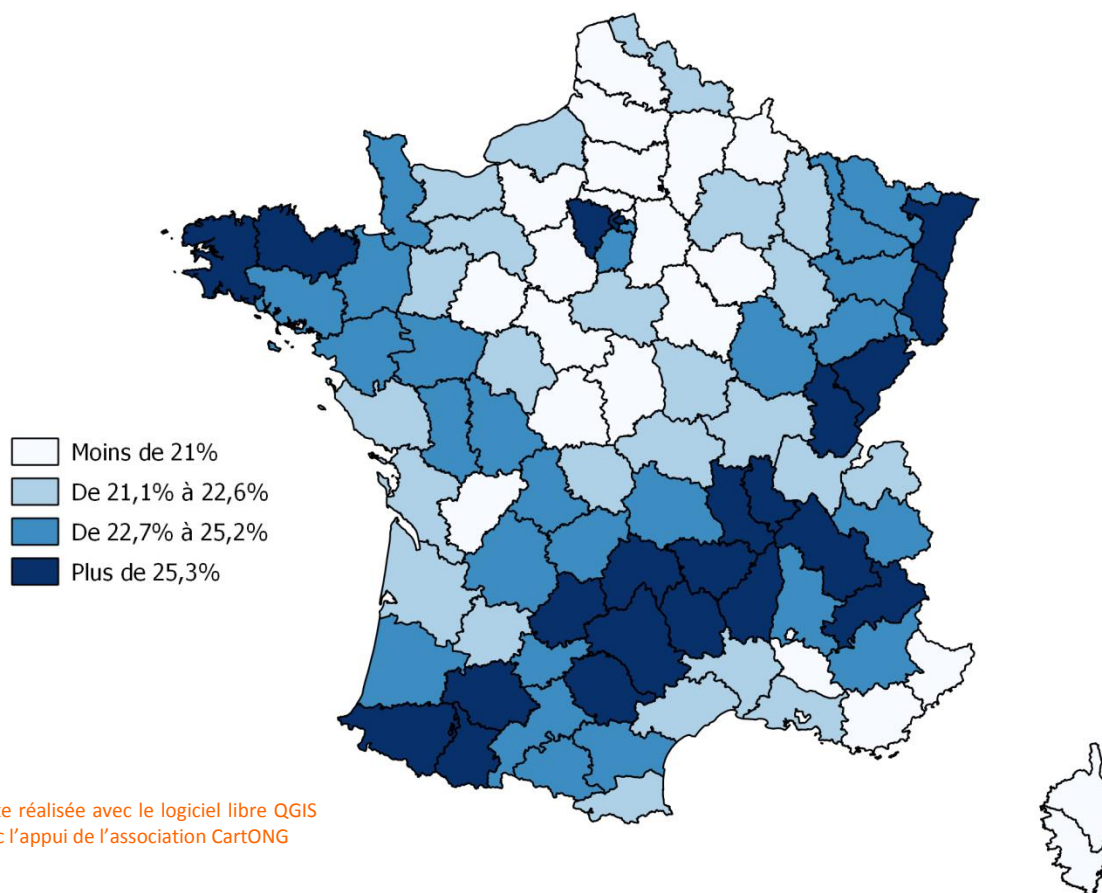 Moins de 21%
De 21,1% à 22,6%
De 22,7% à 25,2%
Plus de 25,3%
réalisée avec le logiciel libre QGIS
l’appui de l’association CartONG